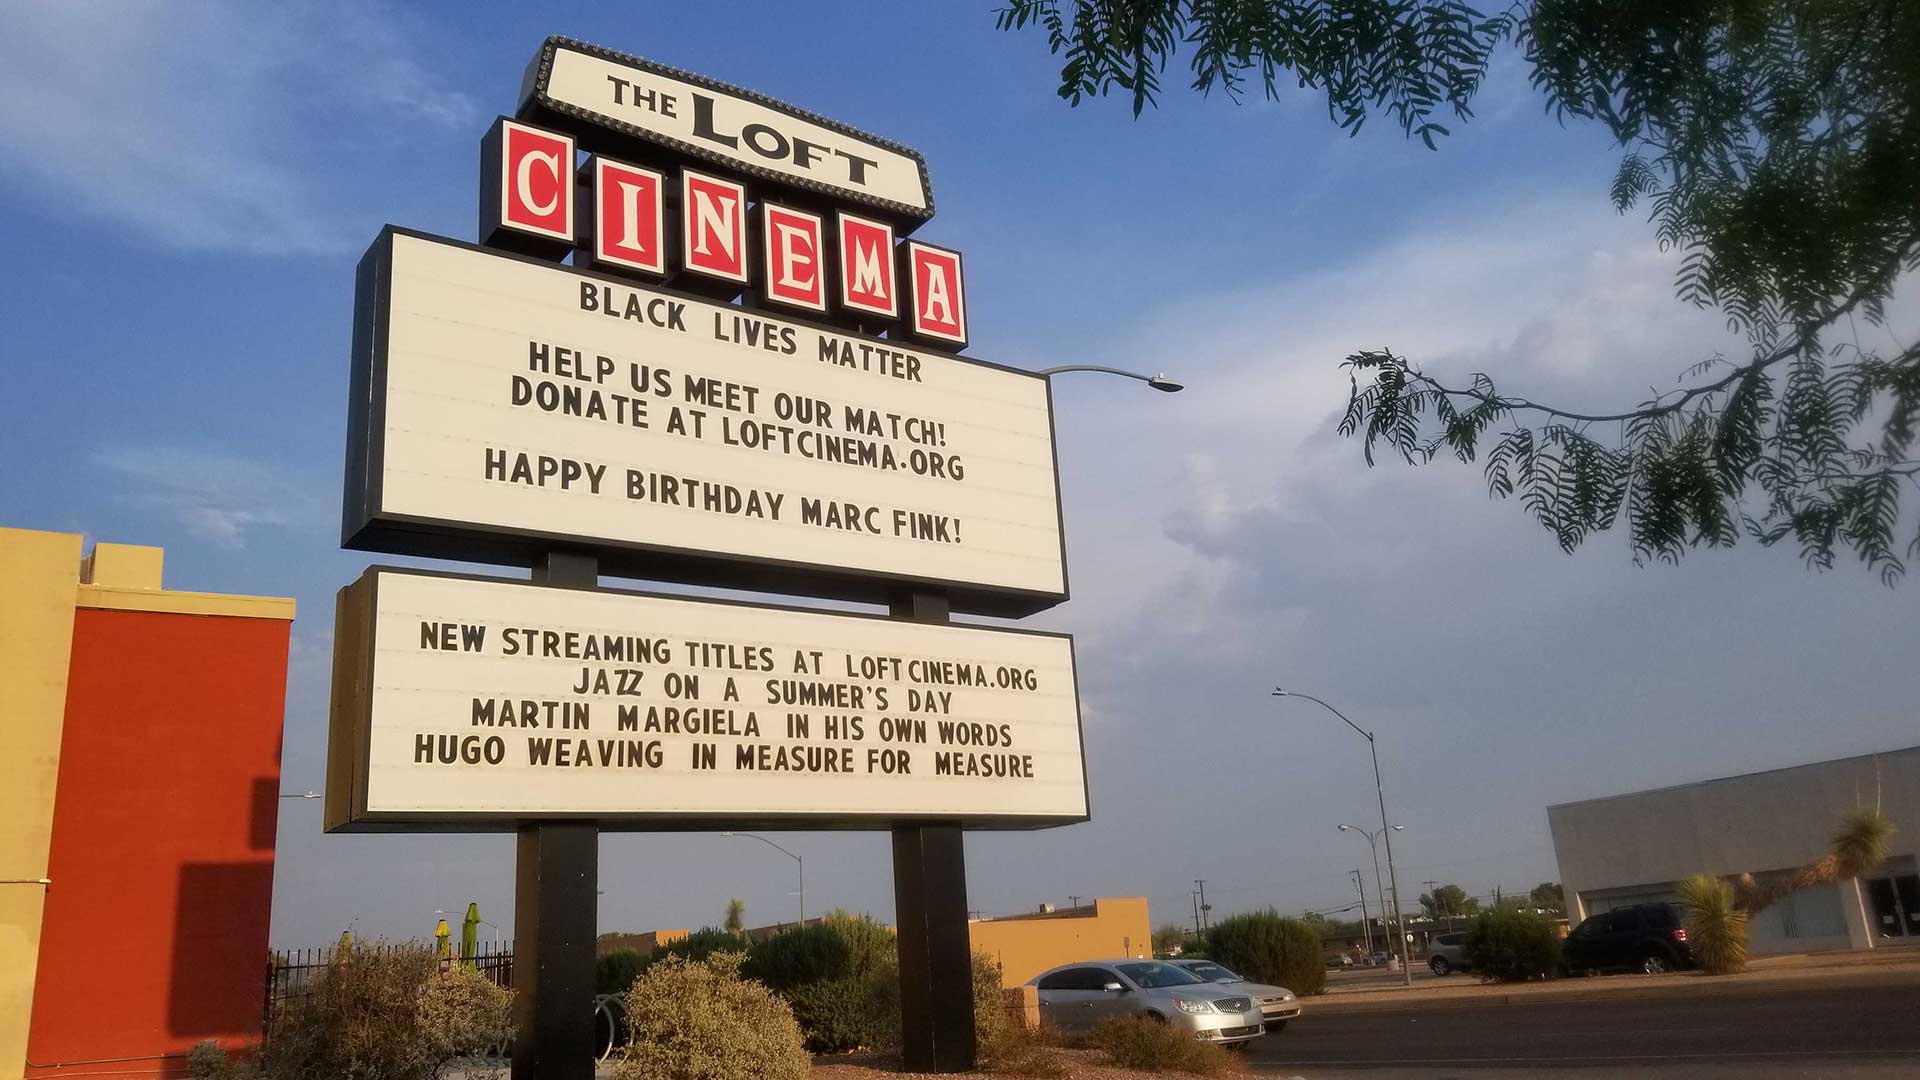 THE LOFT
CINEMA
BLACK LIVES MATTER
HELP US MEET OUR MATCH!
DONATE AT LOFTCINEMA.ORG
HAPPY BIRTHDAY MARC FINK!
NEW STREAMING TITLES AT LOFTCINEMA.ORG
JAZZ ON A SUMMER'S DAY
MARTIN MARGIELA IN HIS OWN WORDS
HUGO WEAVING IN MEASURE FOR MEASURE